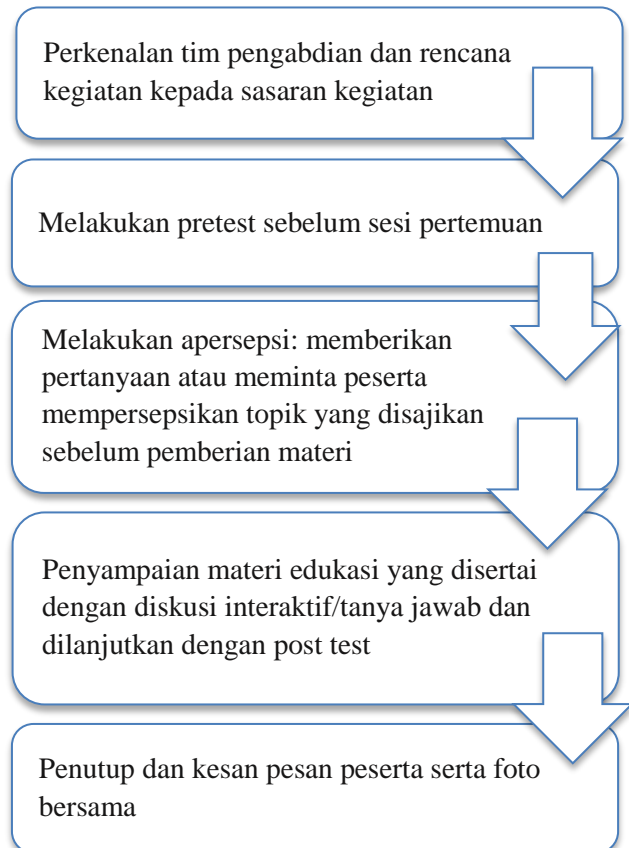 Perkenalan tim pengabdian dan rencana
kegiatan kepada sasaran kegiatan
Melakukan pretest sebelum sesi pertemuan
Melakukan apersepsi: memberikan
pertanyaan atau meminta peserta
mempersepsikan topik yang disajikan
sebelum pemberian materi
Penyampaian materi edukasi yang disertai
dengan diskusi interaktif/tanya jawab dan
dilanjutkan dengan post test
Penutup dan kesan pesan peserta serta foto
bersama